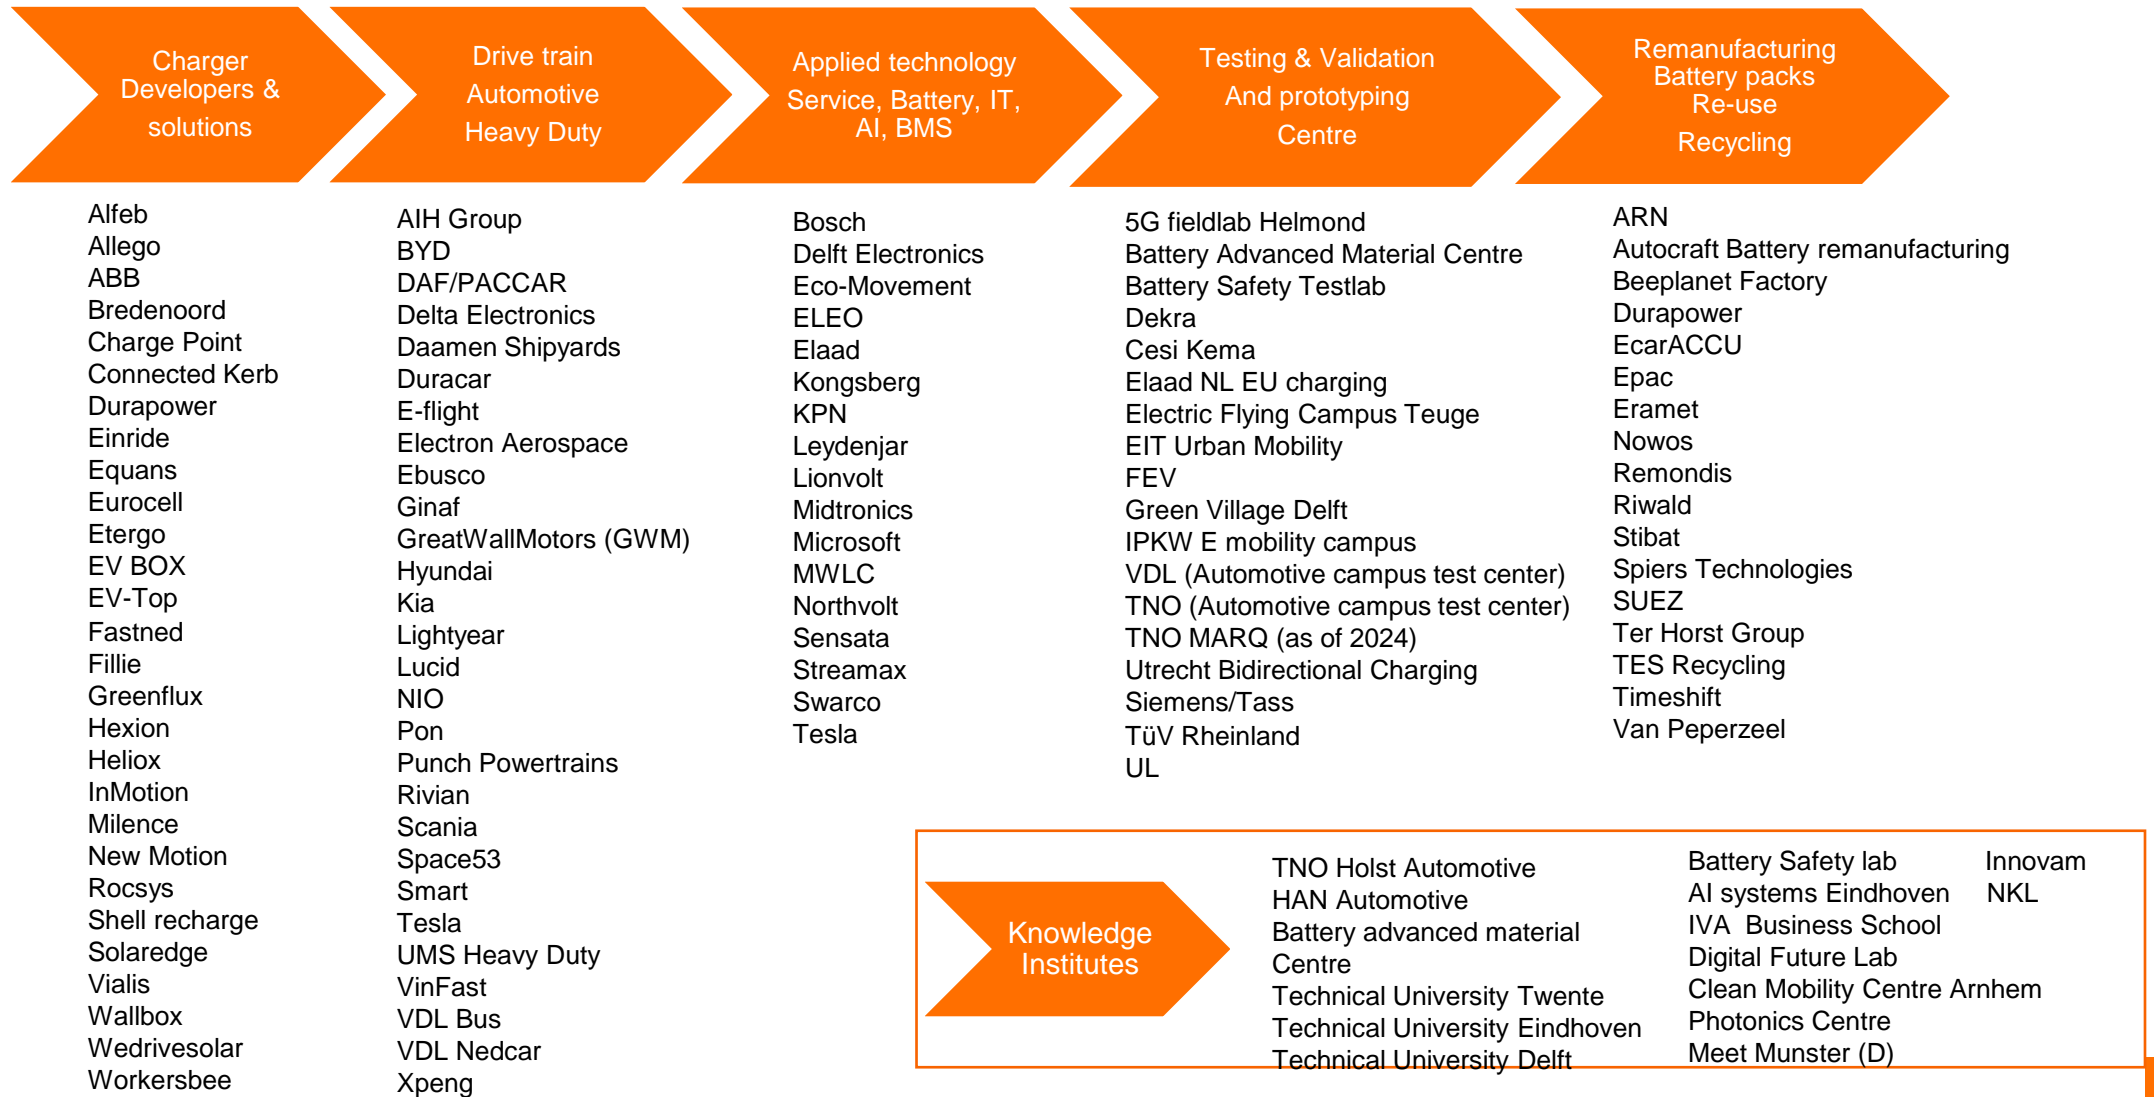 Charger
Developers &
solutions
Drive train
Automotive
Heavy Duty
Applied technology
Service, Battery, IT,
AI, BMS
Testing & Validation
And prototyping
Centre
Remanufacturing
Battery packs
Re-use
Recycling
Alfeb
Allego
ABB
Bredenoord
Charge Point
Connected Kerb
Durapower
Einride
Equans
Eurocell
Etergo
EV BOX
EV-Top
Fastned
Fillie
Greenflux
Hexion
Heliox
InMotion
Milence
New Motion
Rocsys
Shell recharge
Solaredge
Vialis
Wallbox
Wedrivesolar
Workersbee
AIH Group
BYD
DAF/PACCAR
Delta Electronics
Daamen Shipyards
Duracar
E-flight
Electron Aerospace
Ebusco
Ginaf
GreatWallMotors (GWM)
Hyundai
Kia
Lightyear
Lucid
NIO
Pon
Punch Powertrains
Rivian
Scania
Space53
Smart
Tesla
UMS Heavy Duty
VinFast
VDL Bus
VDL Nedcar
Xpeng
Bosch
Delft Electronics
Eco-Movement
ELEO
Elaad
Kongsberg
KPN
Leydenjar
Lionvolt
Midtronics
Microsoft
MWLC
Northvolt
Sensata
Streamax
Swarco
Tesla
5G fieldlab Helmond
Battery Advanced Material Centre
Battery Safety Testlab
Dekra
Cesi Kema
Elaad NL EU charging
Electric Flying Campus Teuge
EIT Urban Mobility
FEV
Green Village Delft
IPKW E mobility campus
VDL (Automotive campus test center)
TNO (Automotive campus test center)
TNO MARQ (as of 2024)
Utrecht Bidirectional Charging
Siemens/Tass
TüV Rheinland
UL
ARN
Autocraft Battery remanufacturing
Beeplanet Factory
Durapower
EcarACCU
Epac
Eramet
Nowos
Remondis
Riwald
Stibat
Spiers Technologies
SUEZ
Ter Horst Group
TES Recycling
Timeshift
Van Peperzeel
Knowledge
Institutes
TNO Holst Automotive
HAN Automotive
Battery advanced material
Centre
Technical University Twente
Technical University Eindhoven
Technical University Delft
Battery Safety lab
AI systems Eindhoven
IVA Business School
Digital Future Lab
Clean Mobility Centre Arnhem
Photonics Centre
Meet Munster (D)
Innovam
NKL